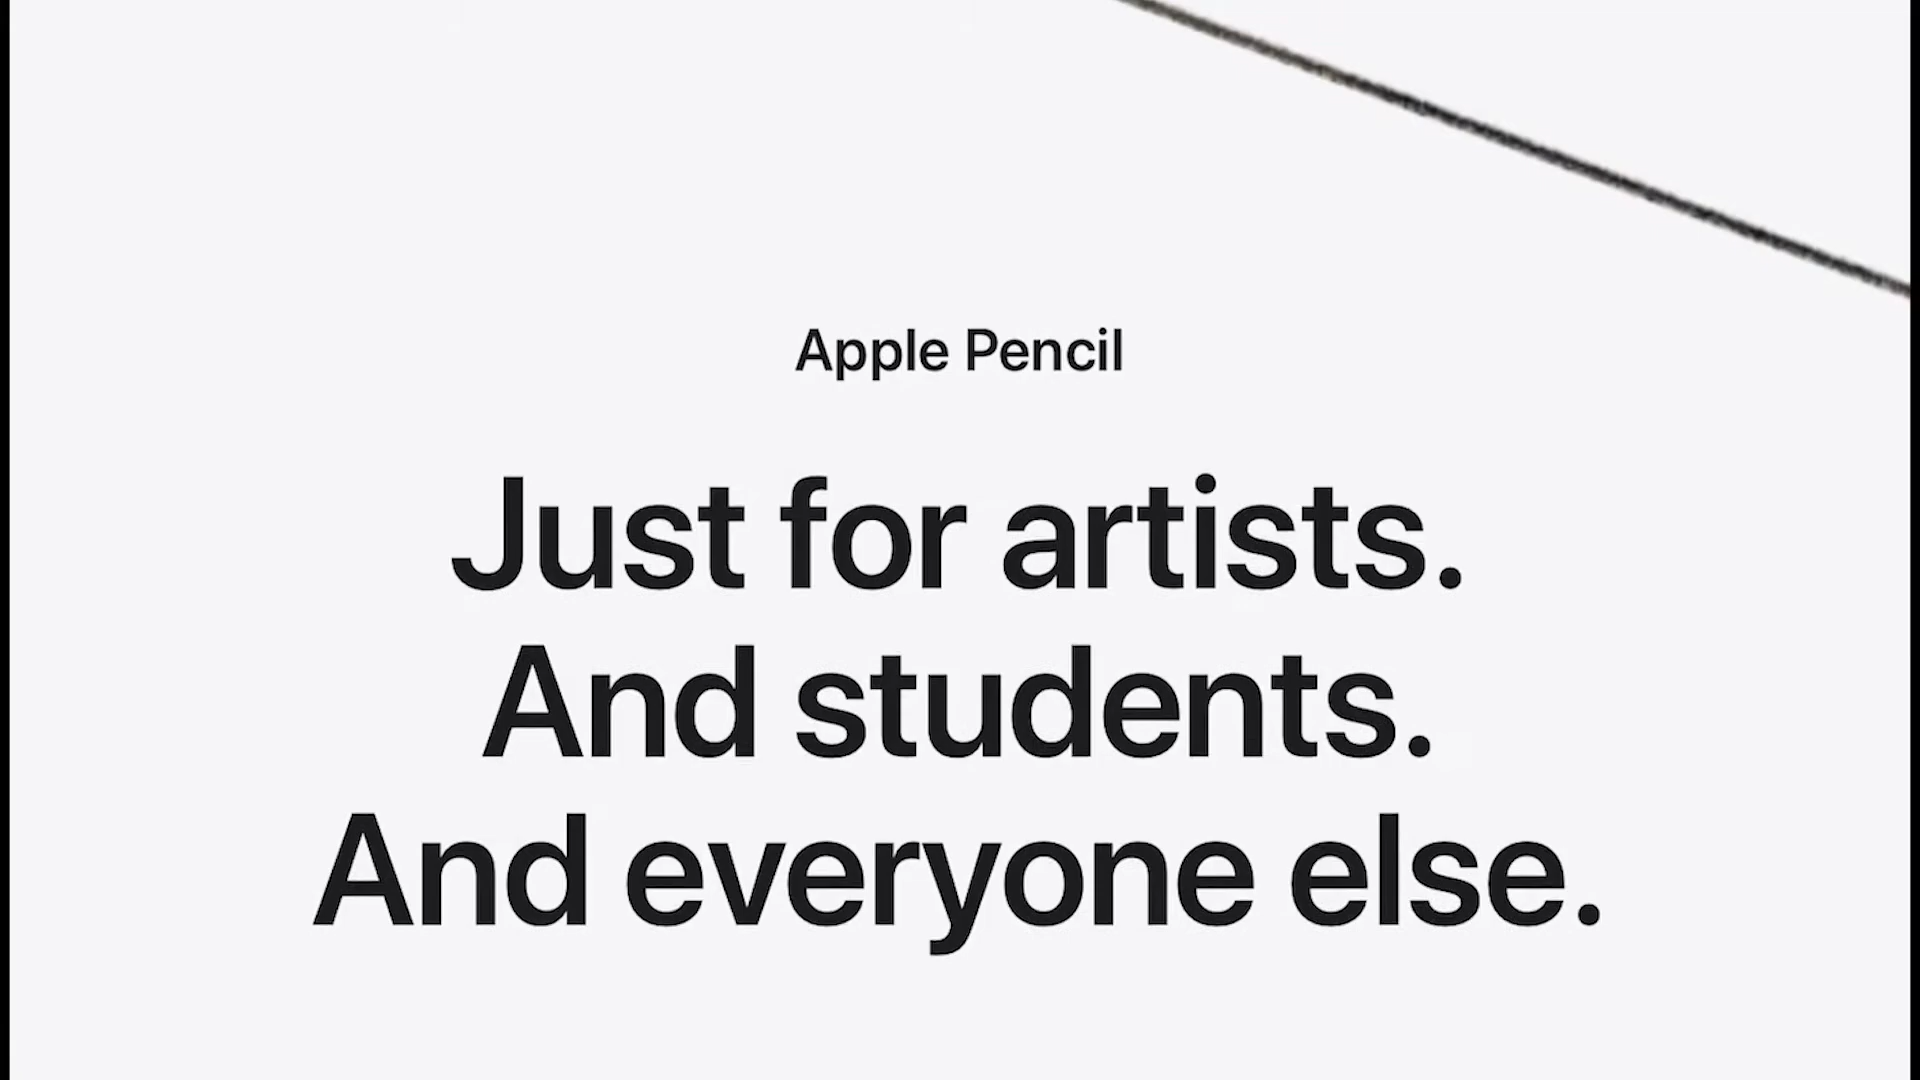 Apple Pencil
Just for artists.
And students.
And everyone else.